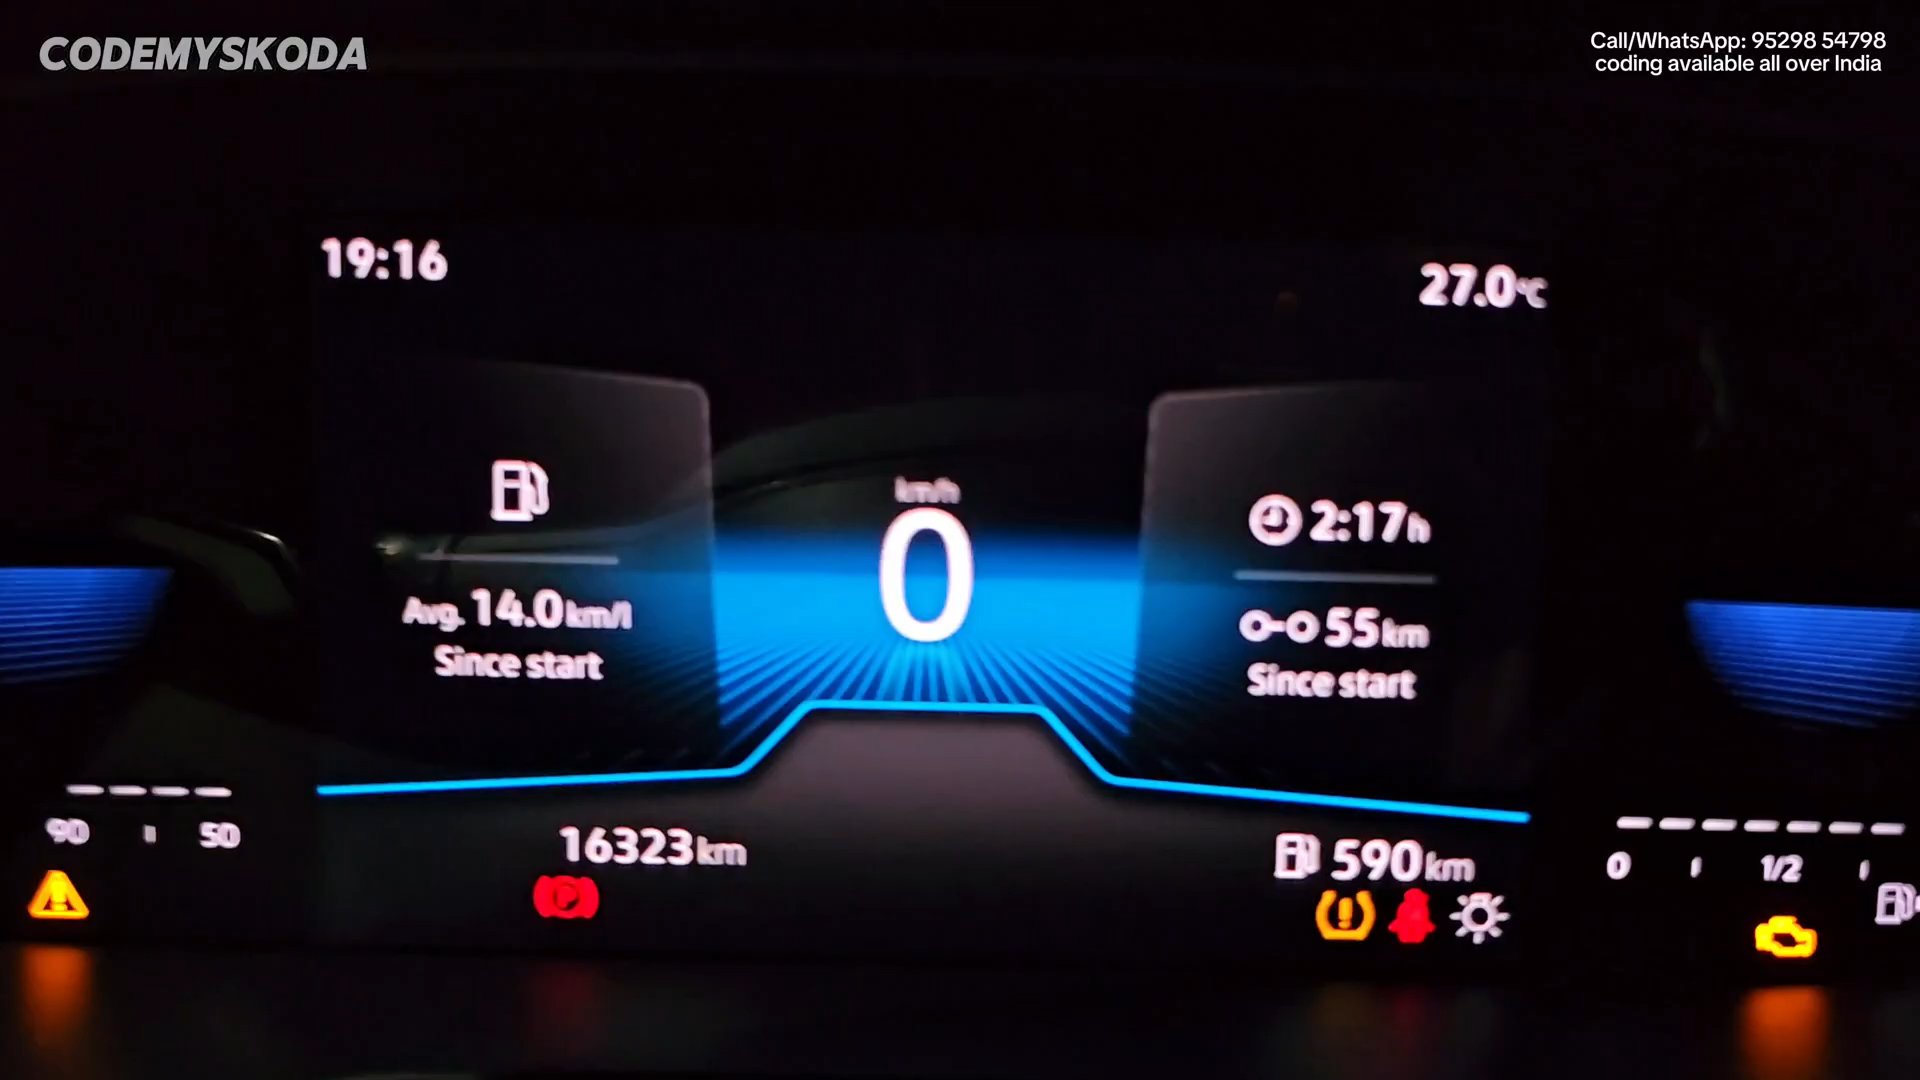 CODEMYSKODA
Call/WhatsApp: 95298 54798
coding available all over India
19:16
27.0°C
km/h
0
2:17h
Avg. 14.0km/l
Since start
55km
Since start
90 50
16323km
590km
0 1/2
P